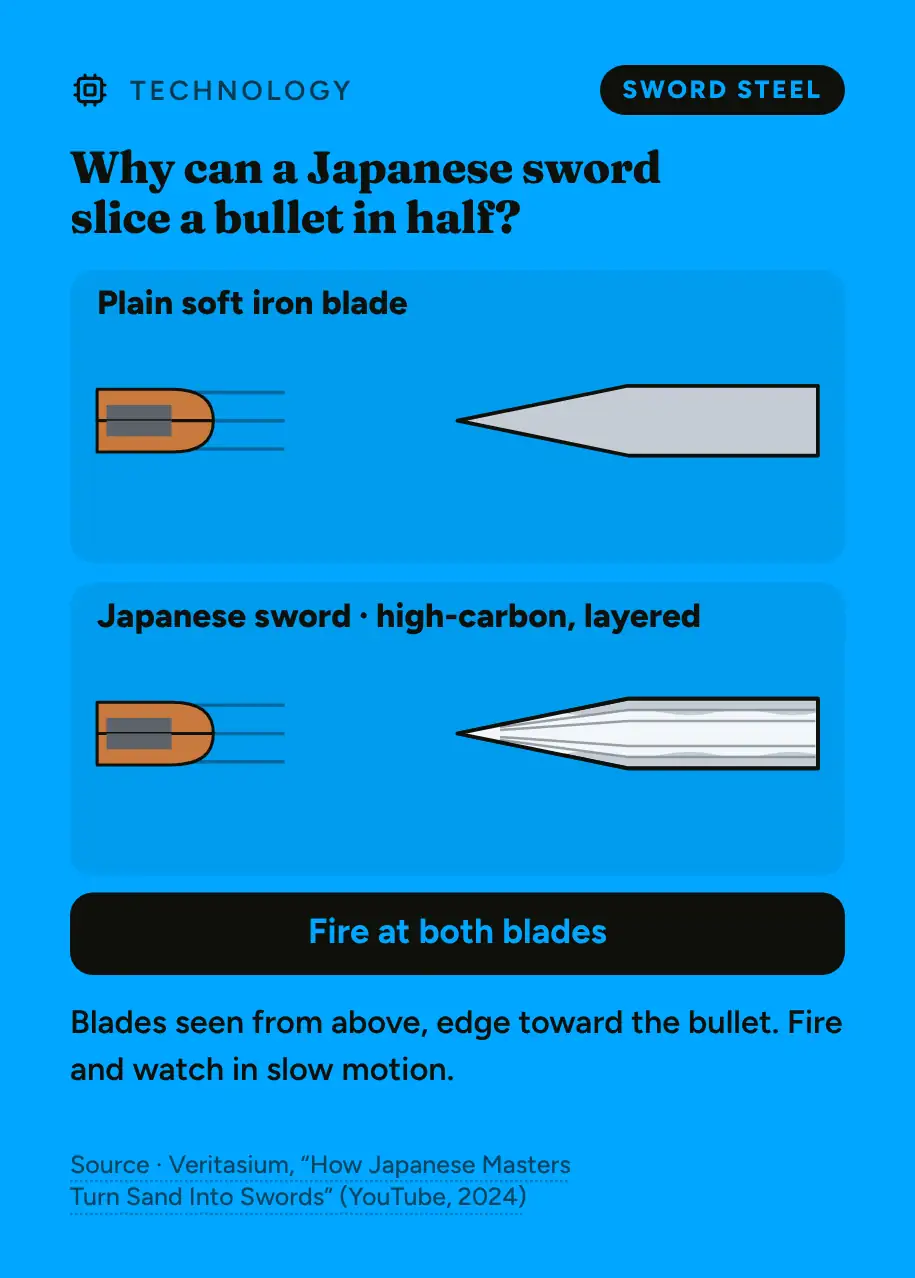 TECHNOLOGY
SWORD STEEL
Why can a Japanese sword
slice a bullet in half?
Plain soft iron blade
Japanese sword · high-carbon, layered
Fire at both blades
Blades seen from above, edge toward the bullet. Fire
and watch in slow motion.
Source · Veritasium, “How Japanese Masters
Turn Sand Into Swords” (YouTube, 2024)